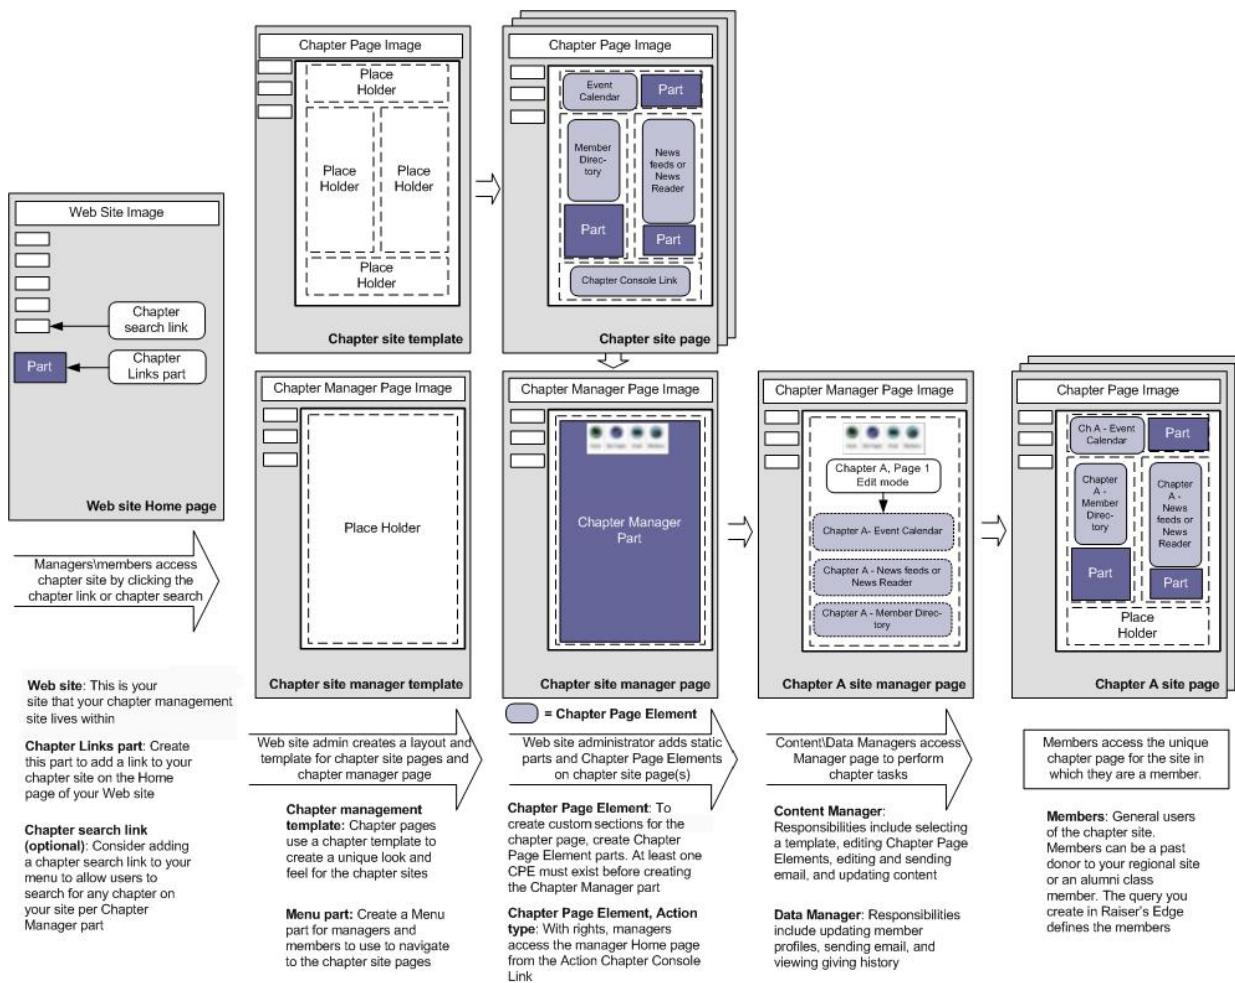 Web Site Image
Chapter
search link
Part
Chapter
Links part
Web site Home page
Managers\members access
chapter site by clicking the
chapter link or chapter search
Web site: This is your
site that your chapter management
site lives within
Chapter Links part: Create
this part to add a link to your
chapter site on the Home
page of your Web site
Chapter search link
(optional): Consider adding
a chapter search link to your
menu to allow users to
search for any chapter on
your site per Chapter
Manager part
Chapter Page Image
Place
Holder
Place
Holder
Place
Holder
Place
Holder
Chapter site template
Chapter Manager Page Image
Place Holder
Chapter site manager template
Web site admin creates a layout and
template for chapter site pages and
chapter manager page
Chapter management
template: Chapter pages
use a chapter template to
create a unique look and
feel for the chapter sites
Menu part: Create a Menu
part for managers and
members to use to navigate
to the chapter site pages
Chapter Page Image
Event
Calendar
Part
Member
Direc-
tory
News
feeds or
News
Reader
Part
Part
Chapter Console Link
Chapter site page
Chapter Manager Page Image
Chapter Manager
Part
Chapter site manager page
= Chapter Page Element
Web site administrator adds static
parts and Chapter Page Elements
on chapter site page(s)
Chapter Page Element: To
create custom sections for the
chapter page, create Chapter
Page Element parts. At least one
CPE must exist before creating
the Chapter Manager part
Chapter Page Element, Action
type: With rights, managers
access the manager Home page
from the Action Chapter Console
Link
Chapter Manager Page Image
Chapter A, Page 1
Edit mode
Chapter A- Event Calendar
Chapter A - News feeds or
News Reader
Chapter A - Member Direc-
tory
Chapter A site manager page
Content\Data Managers access
Manager page to perform
chapter tasks
Content Manager:
Responsibilities include selecting
a template, editing Chapter Page
Elements, editing and sending
email, and updating content
Data Manager: Responsibilities
include updating member
profiles, sending email, and
viewing giving history
Chapter Page Image
Ch A - Event
Calendar
Part
Chapter
A -
Member
Direc-
tory
Chapter
A -
News
feeds or
News
Reader
Part
Part
Place
Holder
Chapter A site page
Members access the unique
chapter page for the site in
which they are a member.
Members: General users
of the chapter site.
Members can be a past
donor to your regional site
or an alumni class
member. The query you
create in Raiser's Edge
defines the members